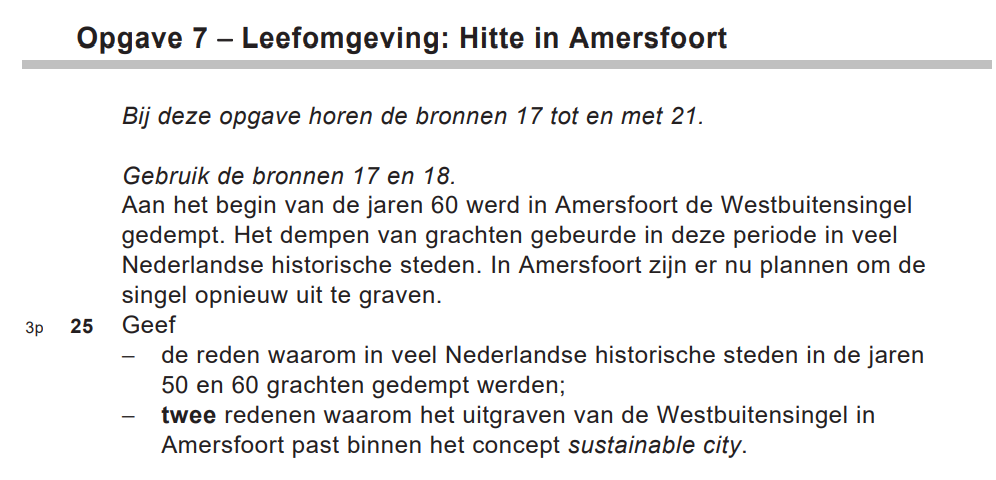 Opgave 7 – Leefomgeving: Hitte in Amersfoort
Bij deze opgave horen de bronnen 17 tot en met 21.
Gebruik de bronnen 17 en 18.
Aan het begin van de jaren 60 werd in Amersfoort de Westbuitensingel
gedempt. Het dempen van grachten gebeurde in deze periode in veel
Nederlandse historische steden. In Amersfoort zijn er nu plannen om de
singel opnieuw uit te graven.
3p 25 Geef
– de reden waarom in veel Nederlandse historische steden in de jaren
50 en 60 grachten gedempt werden;
– twee redenen waarom het uitgraven van de Westbuitensingel in
Amersfoort past binnen het concept sustainable city.